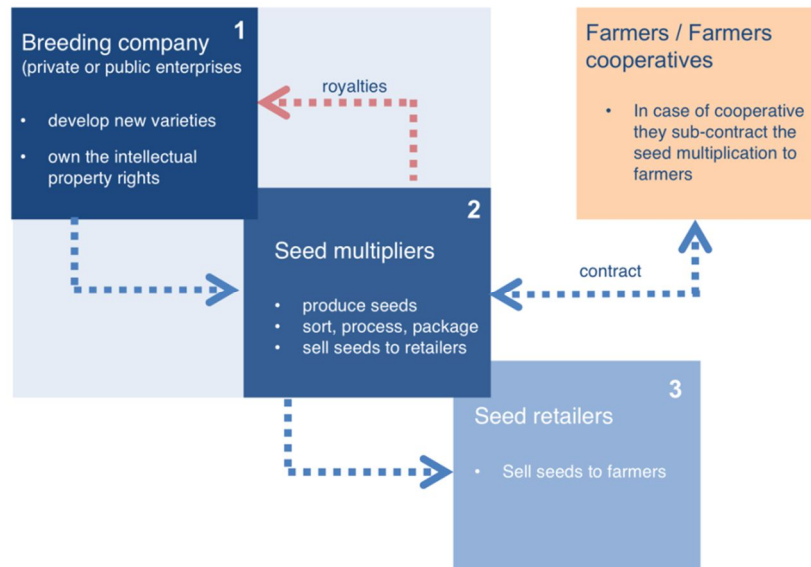 1
Breeding company
(private or public enterprises
• develop new varieties
• own the intellectual
property rights
royalties
2
Seed multipliers
• produce seeds
• sort, process, package
• sell seeds to retailers
contract
Farmers / Farmers
cooperatives
• In case of cooperative
they sub-contract the
seed multiplication to
farmers
3
Seed retailers
• Sell seeds to farmers